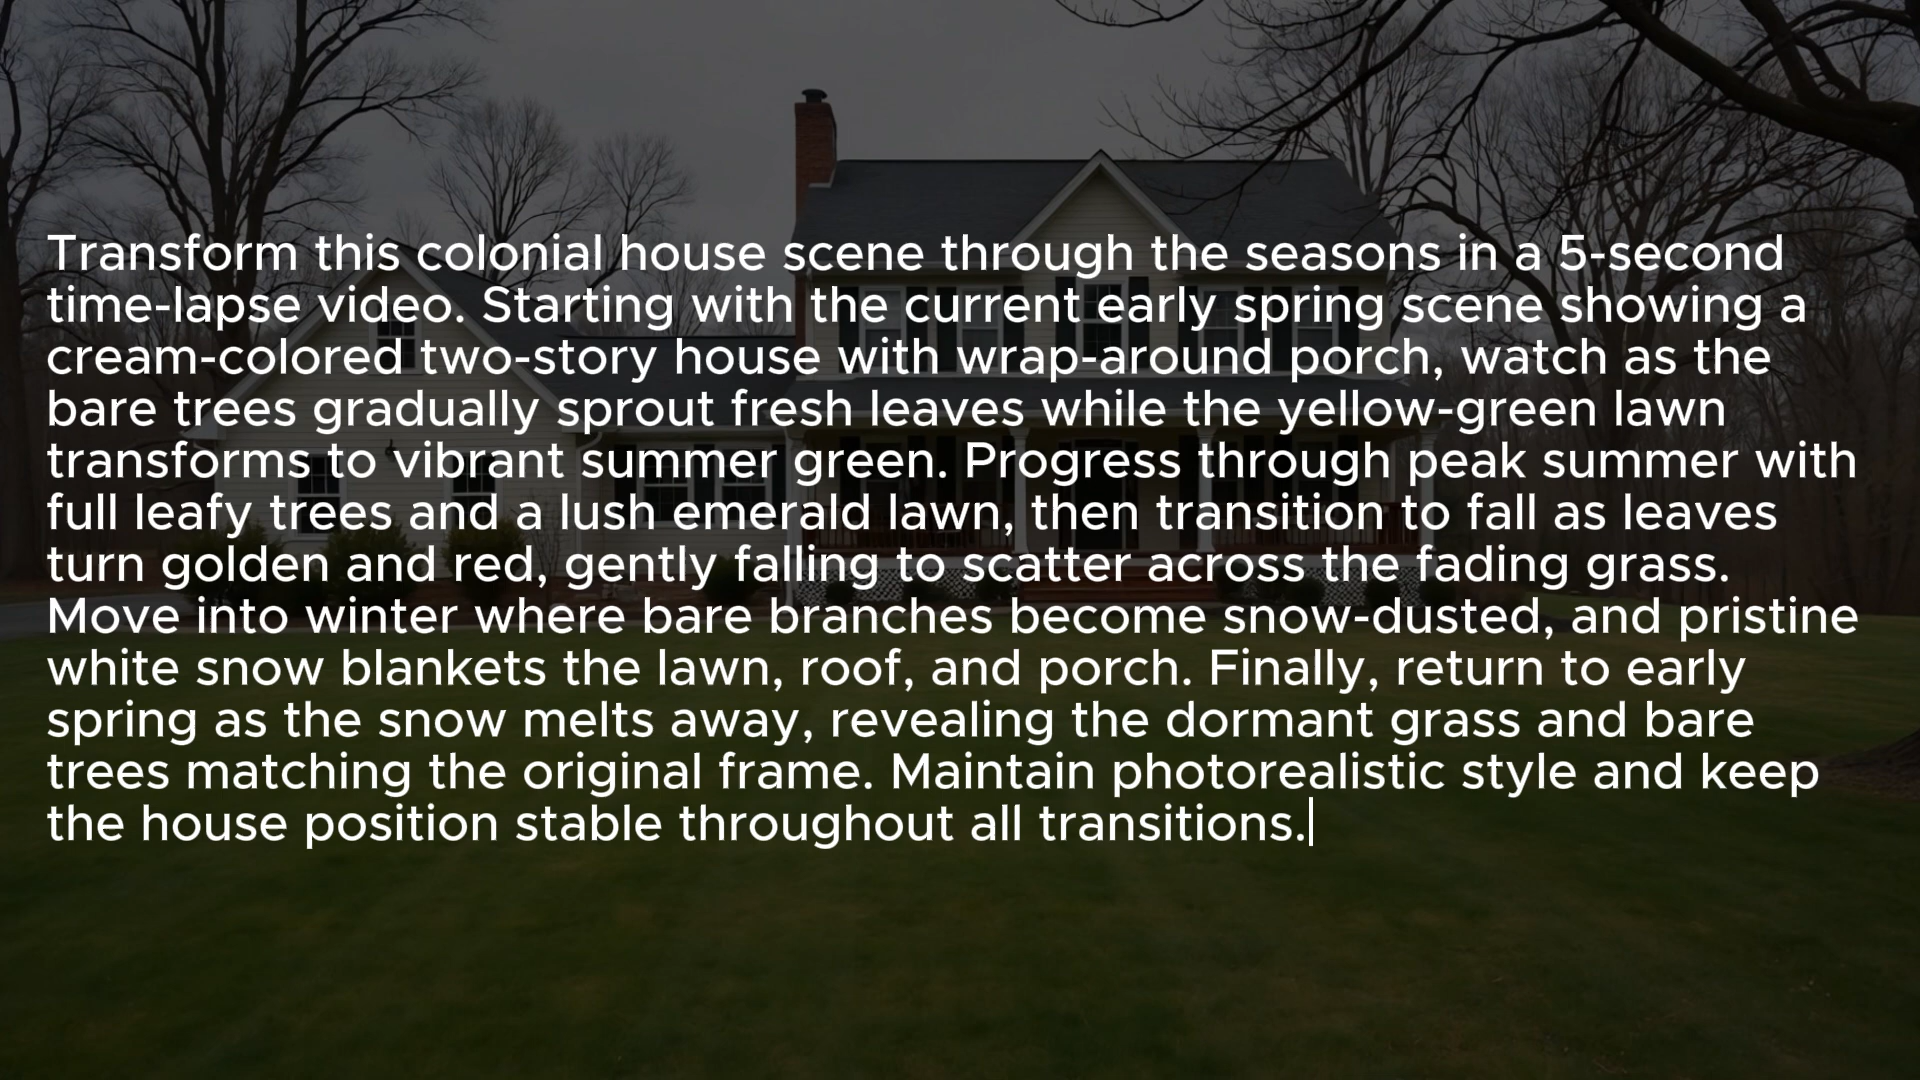 Transform this colonial house scene through the seasons in a 5-second
time-lapse video. Starting with the current early spring scene showing a
cream-colored two-story house with wrap-around porch, watch as the
bare trees gradually sprout fresh leaves while the yellow-green lawn
transforms to vibrant summer green. Progress through peak summer with
full leafy trees and a lush emerald lawn, then transition to fall as leaves
turn golden and red, gently falling to scatter across the fading grass.
Move into winter where bare branches become snow-dusted, and pristine
white snow blankets the lawn, roof, and porch. Finally, return to early
spring as the snow melts away, revealing the dormant grass and bare
trees matching the original frame. Maintain photorealistic style and keep
the house position stable throughout all transitions.